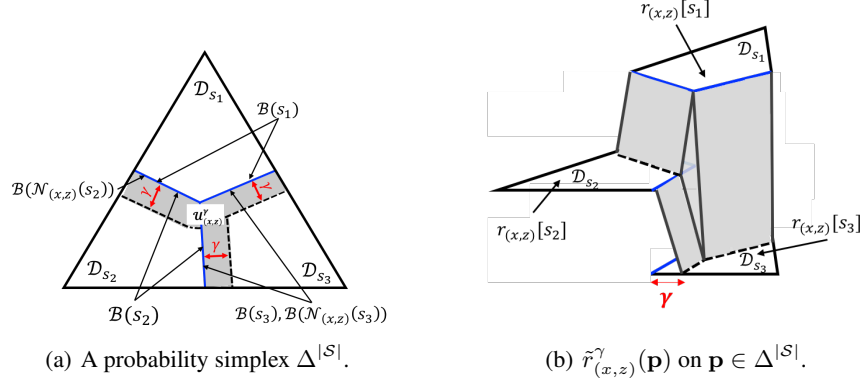 𝒟_{s_1}
ℬ(s_1)
ℬ(𝒩_{(x,z)}(s_2))
γ
γ
u^γ_{(x,z)}
γ
𝒟_{s_2}
𝒟_{s_3}
ℬ(s_2)
ℬ(s_3), ℬ(𝒩_{(x,z)}(s_3))
(a) A probability simplex Δ^{|𝒮|}.
r_{(x,z)}[s_1]
𝒟_{s_1}
𝒟_{s_2}
r_{(x,z)}[s_2]
r_{(x,z)}[s_3]
𝒟_{s_3}
γ
(b) r̃^γ_{(x,z)}(𝐩) on 𝐩 ∈ Δ^{|𝒮|}.